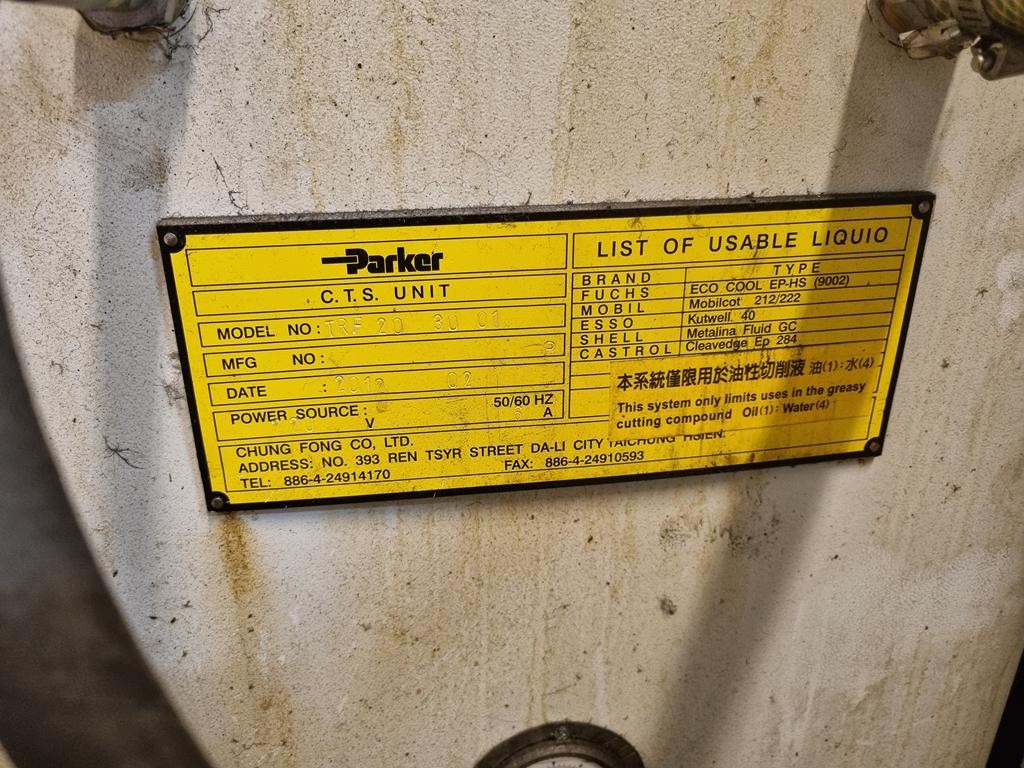 Parker
C.T.S. UNIT
MODEL NO: TRF 20 30 01
MFG NO: P
DATE : 2012 02
POWER SOURCE : V 50/60 HZ A
CHUNG FONG CO, LTD.
ADDRESS: NO. 393 REN TSYR STREET DA-LI CITY TAICHUNG HSIEN.
TEL: 886-4-24914170 FAX: 886-4-24910593
LIST OF USABLE LIQUIO
BRAND TYPE
FUCHS ECO COOL EP-HS (9002)
MOBIL Mobilcot 212/222
ESSO Kutwell. 40
SHELL Metalina Fluid GC
CASTROL Cleavedge Ep 284
本系統僅限用於油性切削液 油(1):水(4)
This system only limits uses in the greasy
cutting compound Oil(1): Water(4)